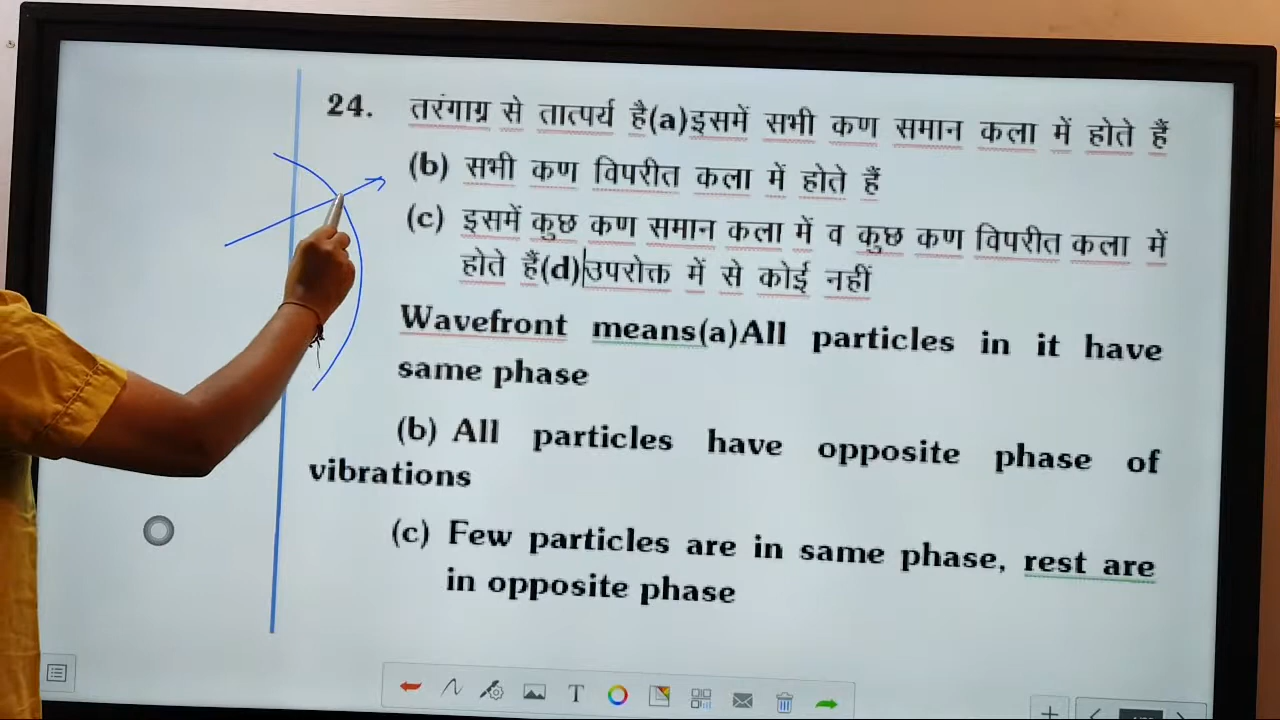 24. तरंगाग्र से तात्पर्य है(a)इसमें सभी कण समान कला में होते हैं
(b) सभी कण विपरीत कला में होते हैं
(c) इसमें कुछ कण समान कला में व कुछ कण विपरीत कला में
होते हैं(d)उपरोक्त में से कोई नहीं
Wavefront means(a)All particles in it have
same phase
(b) All particles have opposite phase of
vibrations
(c) Few particles are in same phase, rest are
in opposite phase
T